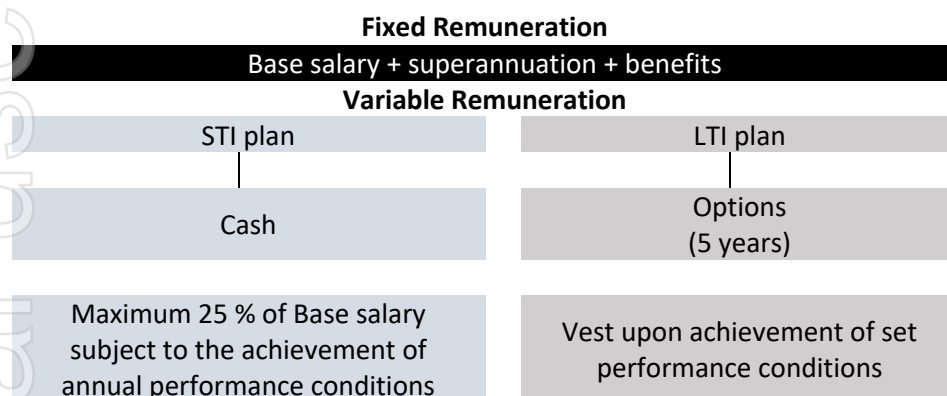 Fixed Remuneration
Base salary + superannuation + benefits
Variable Remuneration
STI plan
LTI plan
Cash
Options
(5 years)
Maximum 25 % of Base salary
subject to the achievement of
annual performance conditions
Vest upon achievement of set
performance conditions